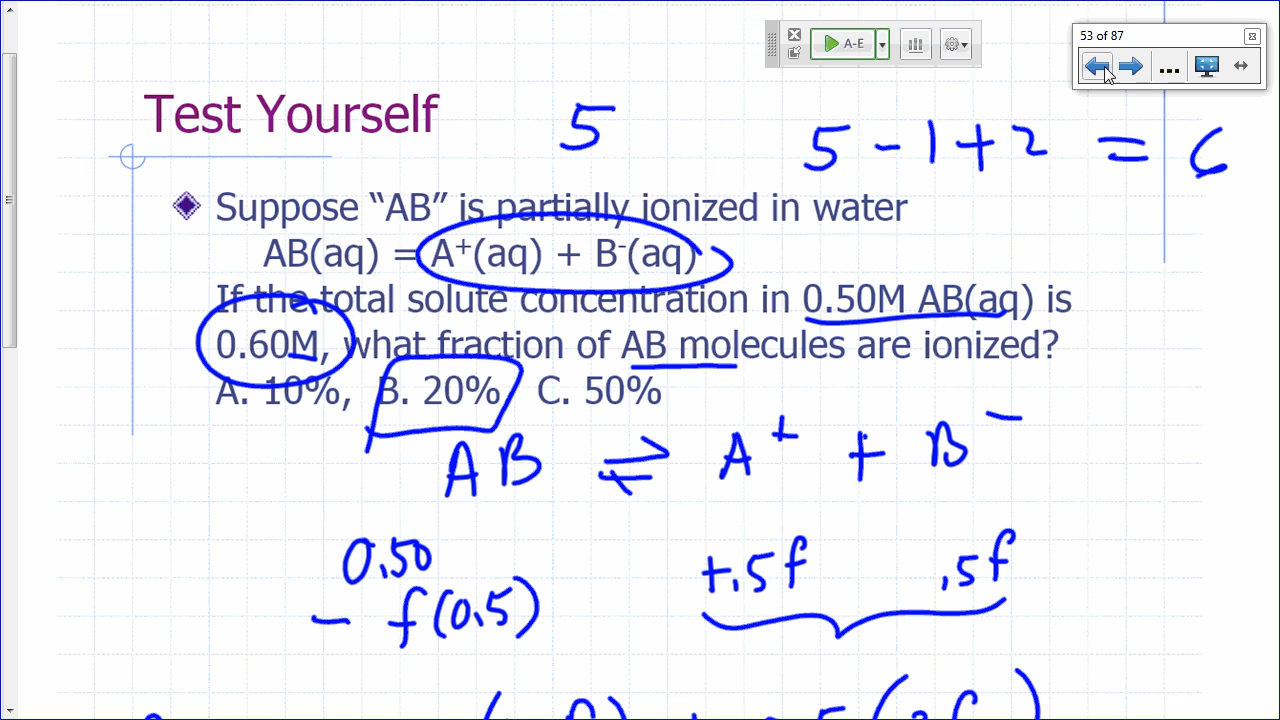 53 of 87
A-E
Test Yourself
5
5 - 1 + 2 = 6
Suppose “AB” is partially ionized in water
AB(aq) = A⁺(aq) + B⁻(aq)
If the total solute concentration in 0.50M AB(aq) is
0.60M, what fraction of AB molecules are ionized?
A. 10%, B. 20%, C. 50%
AB ⇌ A⁺ + B⁻
0.50 +.5f .5f
- f(0.5)